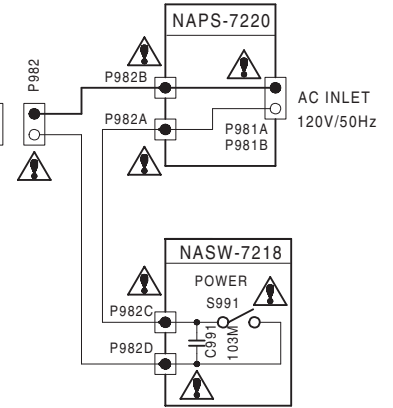 NAPS-7220
P982
P982B
AC INLET
P982A
P981A
120V/50Hz
P981B
NASW-7218
POWER
S991
P982C
C991
103M
P982D